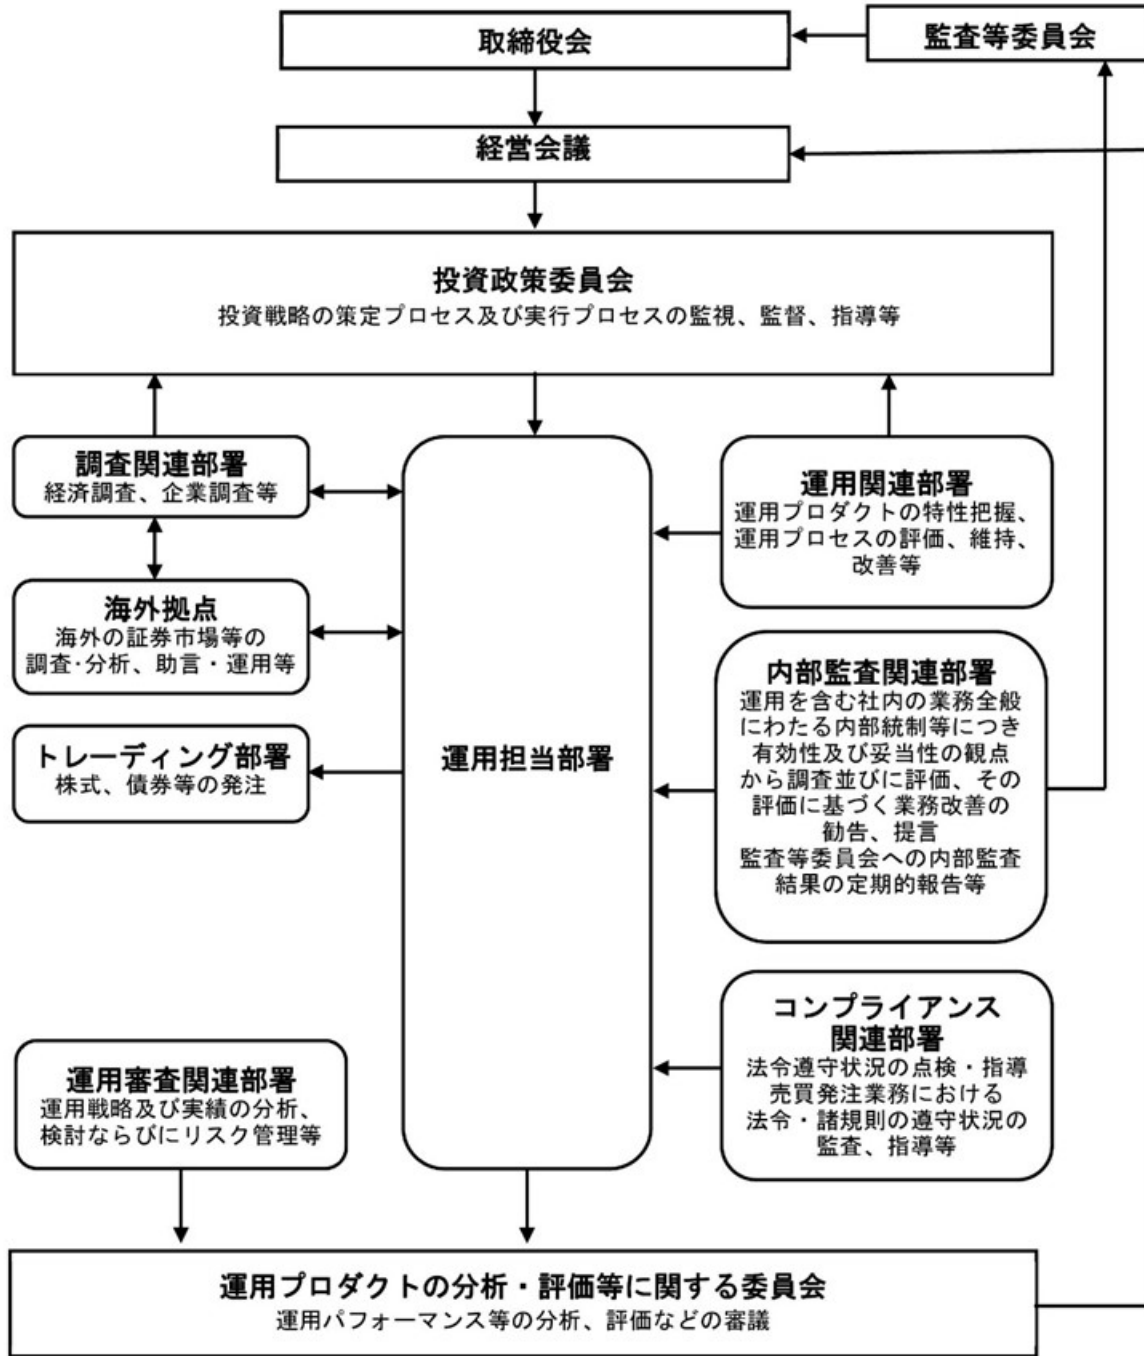 取締役会
監査等委員会
経営会議
投資政策委員会
投資戦略の策定プロセス及び実行プロセスの監視、監督、指導等
調査関連部署
経済調査、企業調査等
海外拠点
海外の証券市場等の
調査･分析、助言・運用等
トレーディング部署
株式、債券等の発注
運用担当部署
運用関連部署
運用プロダクトの特性把握、
運用プロセスの評価、維持、
改善等
内部監査関連部署
運用を含む社内の業務全般
にわたる内部統制等につき
有効性及び妥当性の観点
から調査並びに評価、その
評価に基づく業務改善の
勧告、提言
監査等委員会への内部監査
結果の定期的報告等
コンプライアンス
関連部署
法令遵守状況の点検・指導
売買発注業務における
法令・諸規則の遵守状況の
監査、指導等
運用審査関連部署
運用戦略及び実績の分析、
検討ならびにリスク管理等
運用プロダクトの分析・評価等に関する委員会
運用パフォーマンス等の分析、評価などの審議